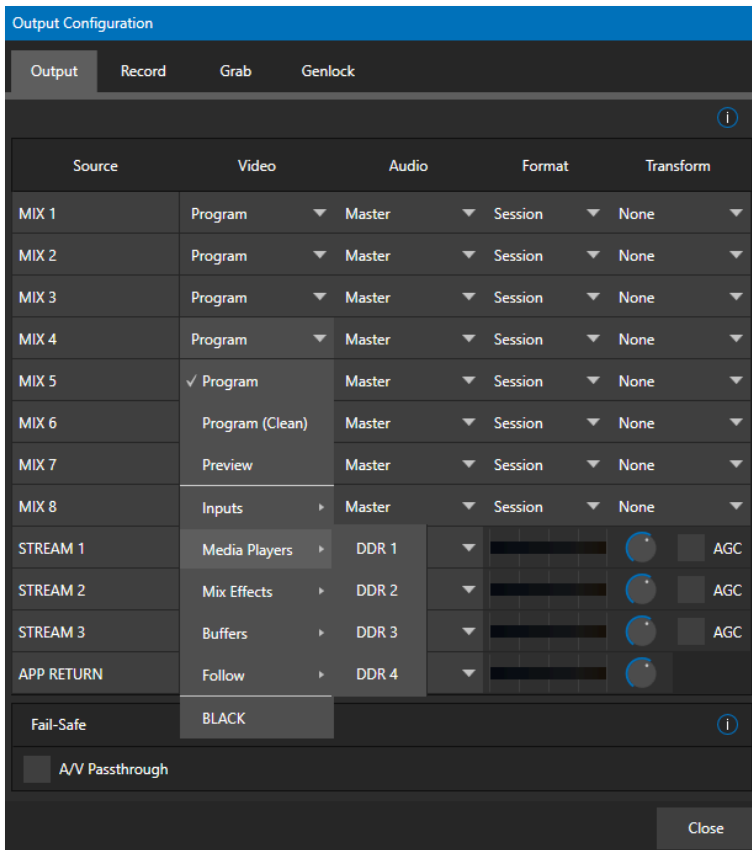 Output Configuration
Output Record Grab Genlock
i
Source Video Audio Format Transform
MIX 1 Program Master Session None
MIX 2 Program Master Session None
MIX 3 Program Master Session None
MIX 4 Program Master Session None
MIX 5 ✓ Program Master Session None
MIX 6 Program (Clean) Master Session None
MIX 7 Preview Master Session None
MIX 8 Inputs Master Session None
STREAM 1 Media Players DDR 1 AGC
STREAM 2 Mix Effects DDR 2 AGC
STREAM 3 Buffers DDR 3 AGC
APP RETURN Follow DDR 4
Fail-Safe BLACK i
A/V Passthrough
Close